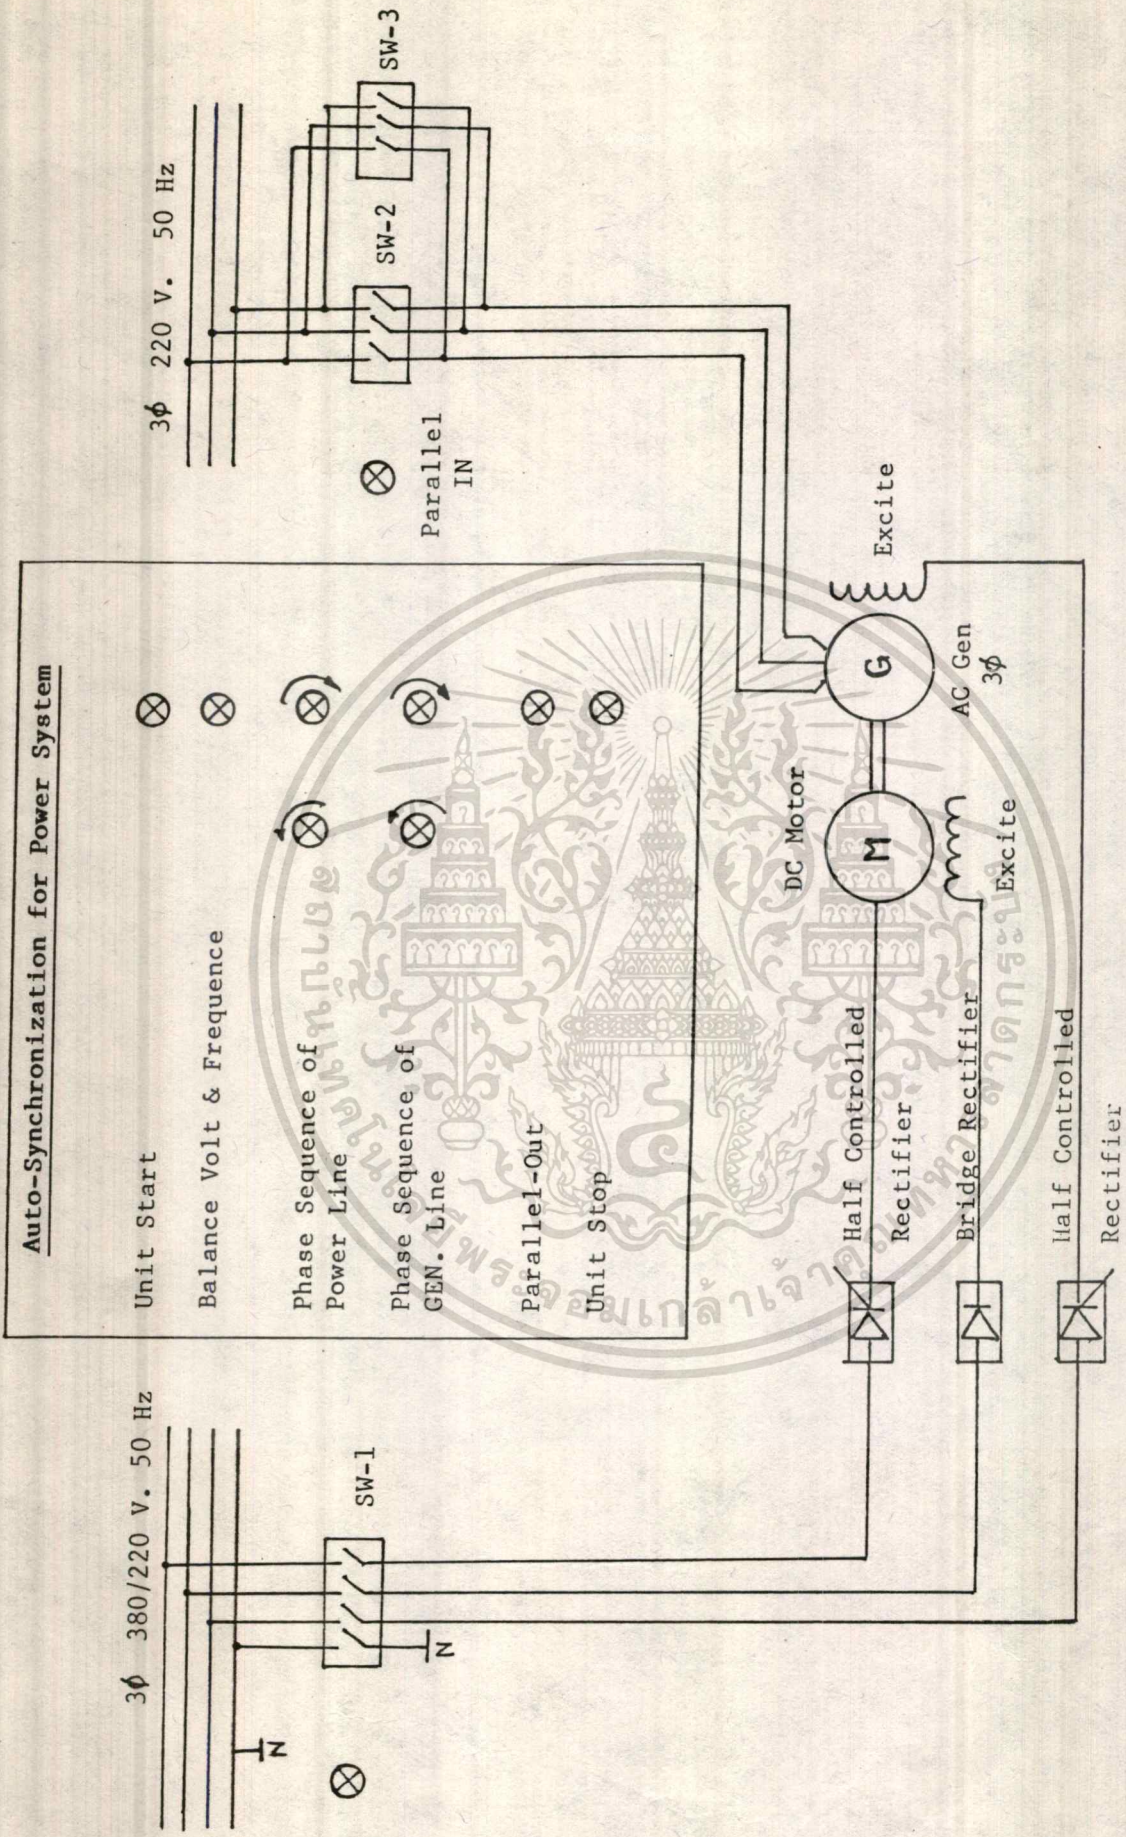 Auto-Synchronization for Power System
3φ 380/220 V. 50 Hz
N
SW-1
N
Unit Start
Balance Volt & Frequence
Phase Sequence of
Power Line
Phase Sequence of
GEN. Line
Parallel-Out
Unit Stop
3φ 220 V. 50 Hz
Parallel
IN
SW-2
SW-3
Half Controlled
Rectifier
Bridge Rectifier
Half Controlled
Rectifier
DC Motor
M
Excite
G
AC Gen
3φ
Excite